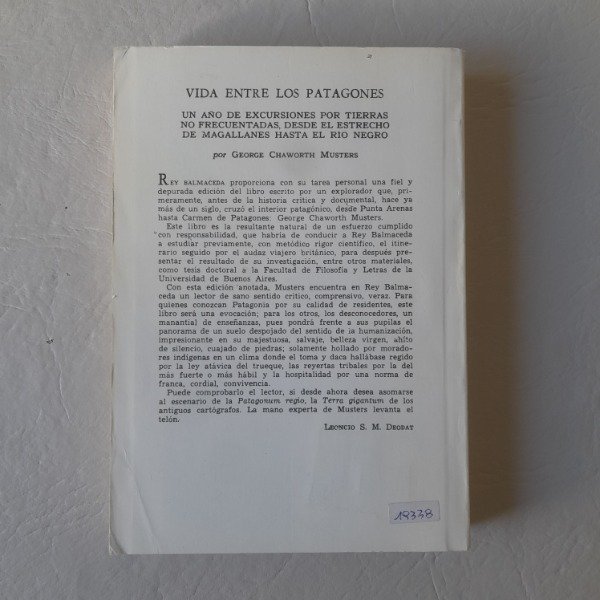 VIDA ENTRE LOS PATAGONES
UN AÑO DE EXCURSIONES POR TIERRAS
NO FRECUENTADAS, DESDE EL ESTRECHO
DE MAGALLANES HASTA EL RIO NEGRO
por GEORGE CHAWORTH MUSTERS
REY BALMACEDA proporciona con su tarea personal una fiel y
depurada edición del libro escrito por un explorador que, pri-
meramente, antes de la historia crítica y documental, hace ya
más de un siglo, cruzó el interior patagónico, desde Punta Arenas
hasta Carmen de Patagones: George Chaworth Musters.
Este libro es la resultante natural de un esfuerzo cumplido
con responsabilidad, que habría de conducir a Rey Balmaceda
a estudiar previamente, con metódico rigor científico, el itine-
rario seguido por el audaz viajero británico, para después pre-
sentar el resultado de su investigación, entre otros materiales,
como tesis doctoral a la Facultad de Filosofía y Letras de la
Universidad de Buenos Aires.
Con esta edición anotada, Musters encuentra en Rey Balma-
ceda un lector de sano sentido crítico, comprensivo, veraz. Para
quienes conozcan Patagonia por su calidad de residentes, este
libro será una evocación; para los otros, los desconocedores, un
manantial de enseñanzas, pues pondrá frente a sus pupilas el
panorama de un suelo despojado del sentido de la humanización,
impresionante en su majestuosa, salvaje, belleza virgen, ahíto
de silencio, cuajado de piedras; solamente hollado por morado-
res indígenas en un clima donde el toma y daca hallábase regido
por la ley atávica del trueque, las reyertas tribales por la del
más fuerte o más hábil y la hospitalidad por una norma de
franca, cordial, convivencia.
Puede comprobarlo el lector, si desde ahora desea asomarse
al escenario de la Patagonum regio, la Terra gigantum de los
antiguos cartógrafos. La mano experta de Musters levanta el
telón.
LEONCIO S. M. DEODAT
18338